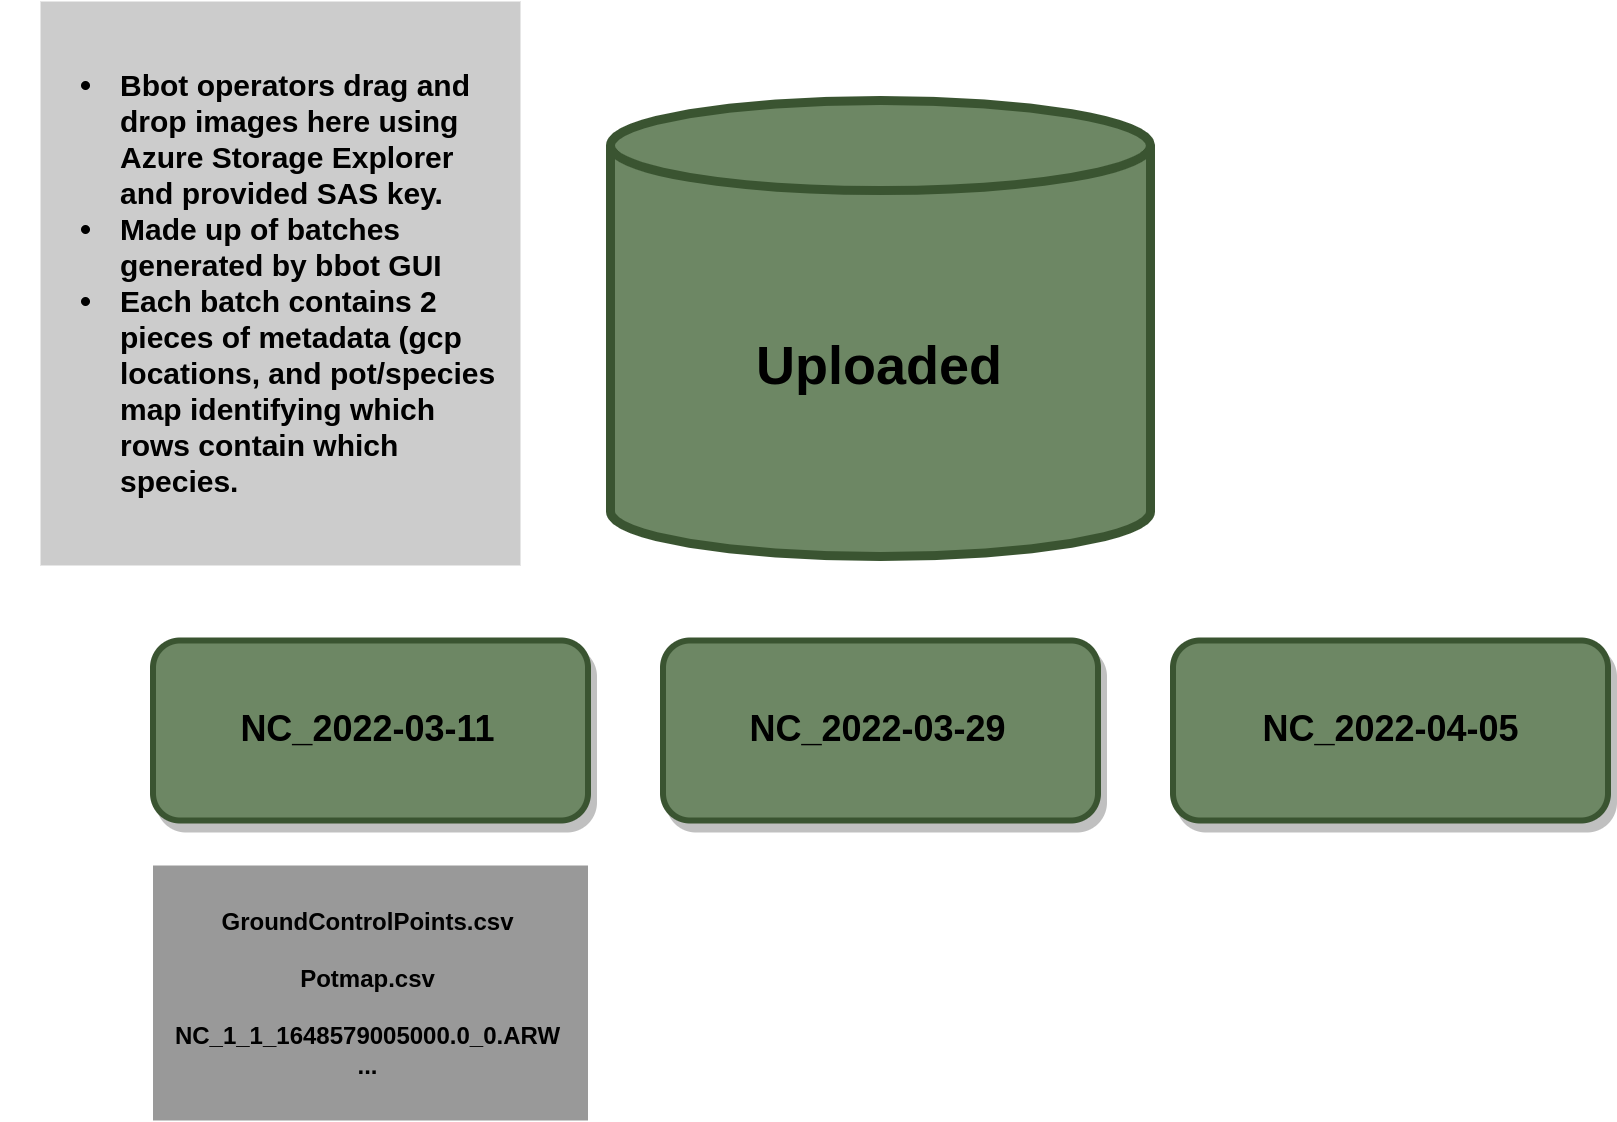 • Bbot operators drag and
drop images here using
Azure Storage Explorer
and provided SAS key.
• Made up of batches
generated by bbot GUI
• Each batch contains 2
pieces of metadata (gcp
locations, and pot/species
map identifying which
rows contain which
species.
Uploaded
NC_2022-03-11
NC_2022-03-29
NC_2022-04-05
GroundControlPoints.csv
Potmap.csv
NC_1_1_1648579005000.0_0.ARW
...